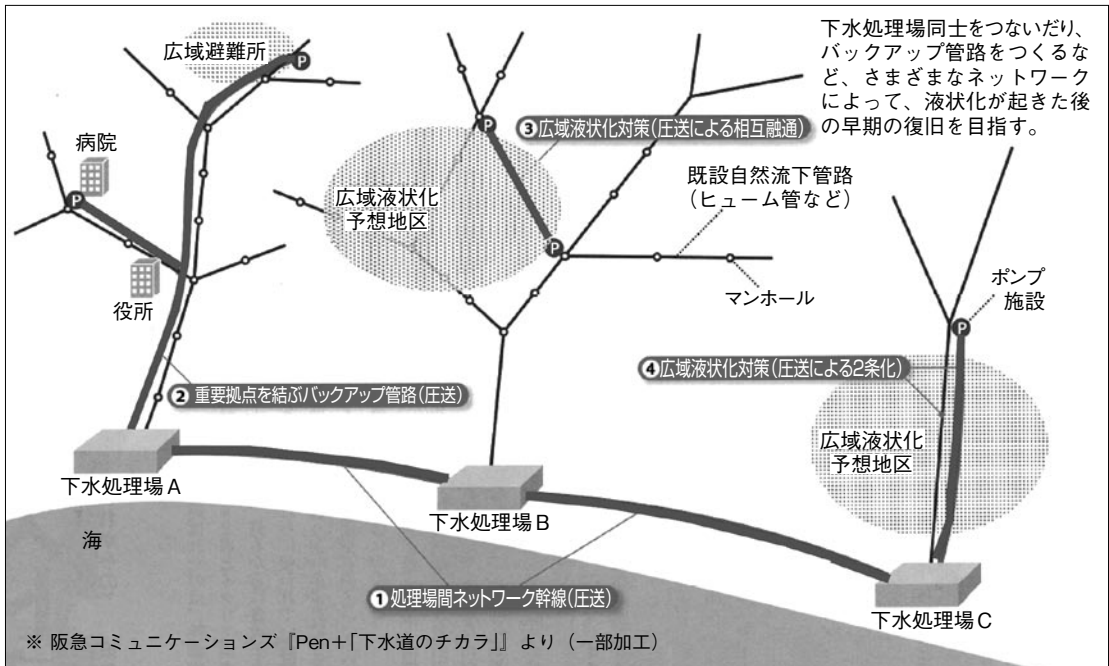 下水処理場同士をつないだり、
バックアップ管路をつくるな
ど、さまざまなネットワーク
によって、液状化が起きた後
の早期の復旧を目指す。
広域避難所
P
病院
P
役所
❷重要拠点を結ぶバックアップ管路(圧送)
P
❸広域液状化対策(圧送による相互融通)
広域液状化
予想地区
P
既設自然流下管路
(ヒューム管など)
マンホール
ポンプ
施設
P
❹広域液状化対策(圧送による2条化)
広域液状化
予想地区
下水処理場A
下水処理場B
下水処理場C
海
❶処理場間ネットワーク幹線(圧送)
※ 阪急コミュニケーションズ『Pen+「下水道のチカラ」』より(一部加工)